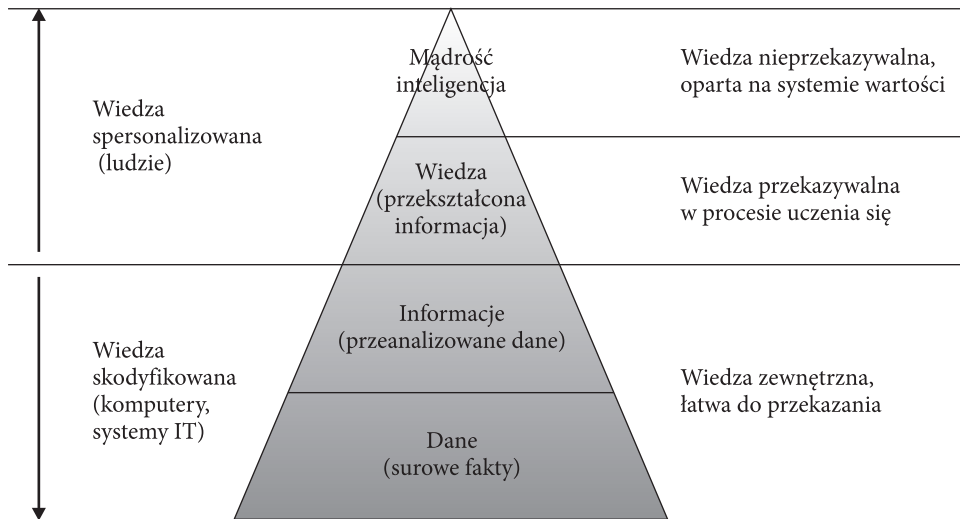 Mądrość
inteligencja
Wiedza nieprzekazywalna,
oparta na systemie wartości
Wiedza
spersonalizowana
(ludzie)
Wiedza
(przekształcona
informacja)
Wiedza przekazywalna
w procesie uczenia się
Informacje
(przeanalizowane dane)
Wiedza
skodyfikowana
(komputery,
systemy IT)
Wiedza zewnętrzna,
łatwa do przekazania
Dane
(surowe fakty)